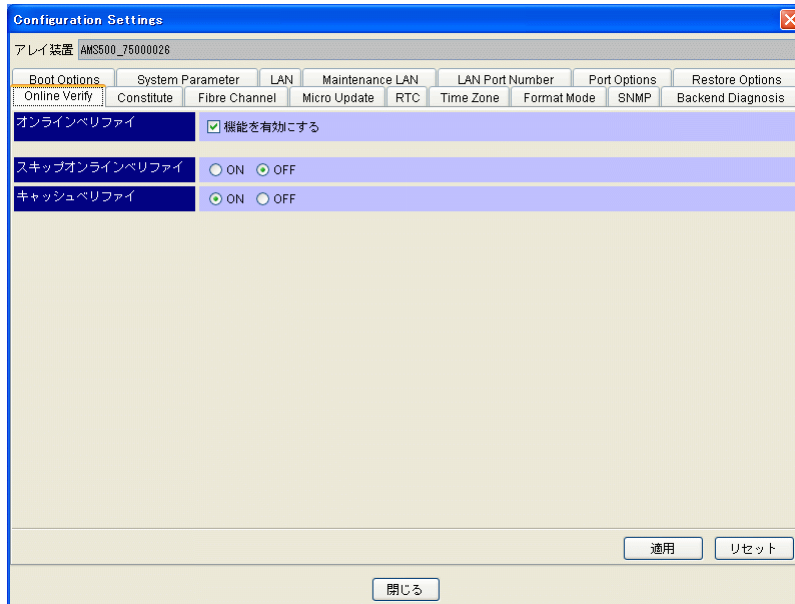 Configuration Settings
アレイ装置 AMS500_75000026
Boot Options System Parameter LAN Maintenance LAN LAN Port Number Port Options Restore Options
Online Verify Constitute Fibre Channel Micro Update RTC Time Zone Format Mode SNMP Backend Diagnosis
オンラインベリファイ 機能を有効にする
スキップオンラインベリファイ ON OFF
キャッシュベリファイ ON OFF
適用 リセット
閉じる